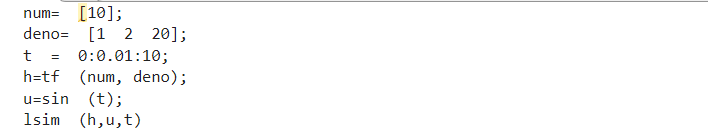 num= [10];
deno= [1 2 20];
t = 0:0.01:10;
h=tf (num, deno);
u=sin (t);
lsim (h,u,t)